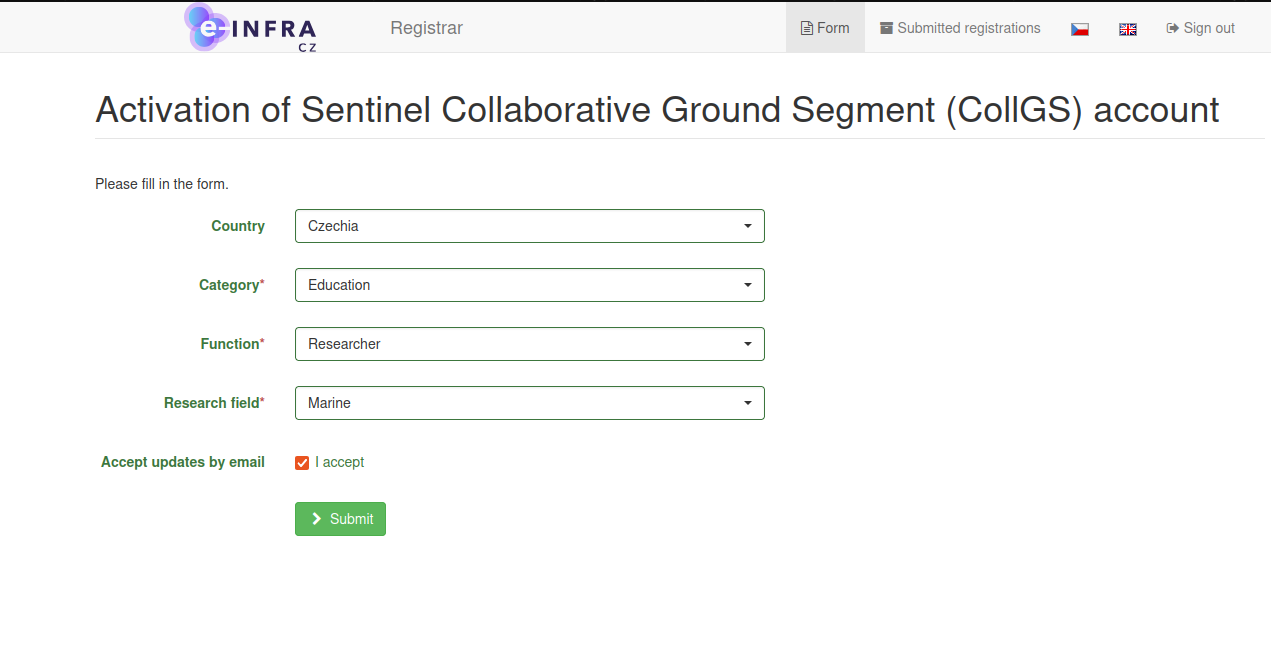 e-INFRA
CZ
Registrar
Form
Submitted registrations
Sign out
Activation of Sentinel Collaborative Ground Segment (CollGS) account
Please fill in the form.
Country Czechia
Category* Education
Function* Researcher
Research field* Marine
Accept updates by email I accept
Submit